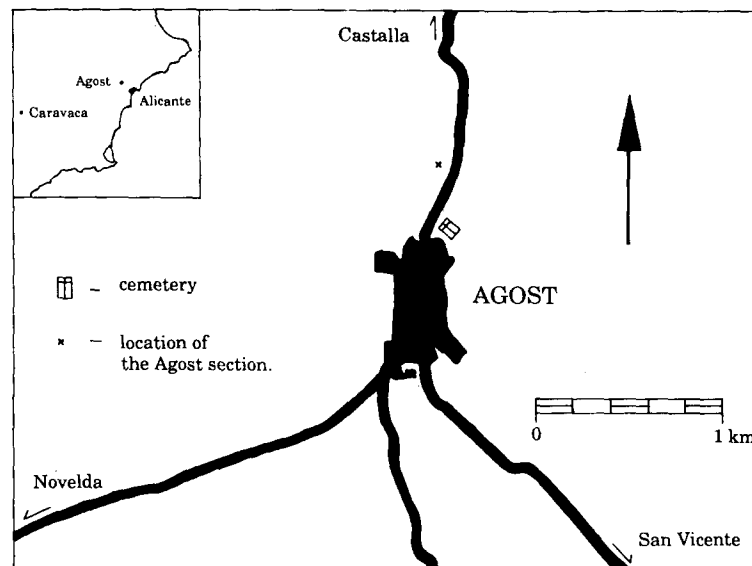 Castalla
Agost
Alicante
Caravaca
cemetery
AGOST
× – location of
the Agost section.
0 1 km
Novelda
San Vicente